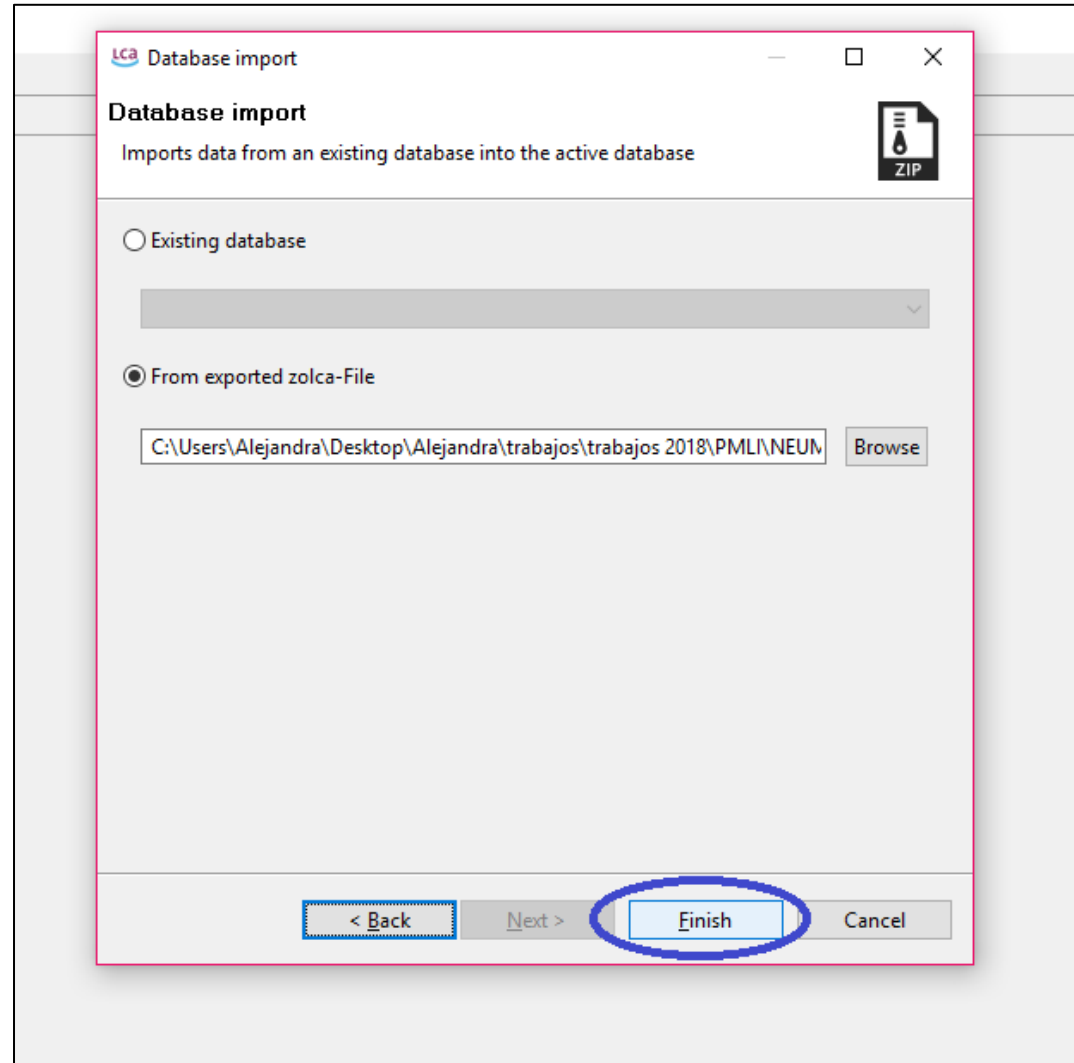 LCA Database import
Database import
Imports data from an existing database into the active database
ZIP
Existing database
From exported zolca-File
C:\Users\Alejandra\Desktop\Alejandra\trabajos\trabajos 2018\PMLI\NEUM Browse
< Back Next > Finish Cancel